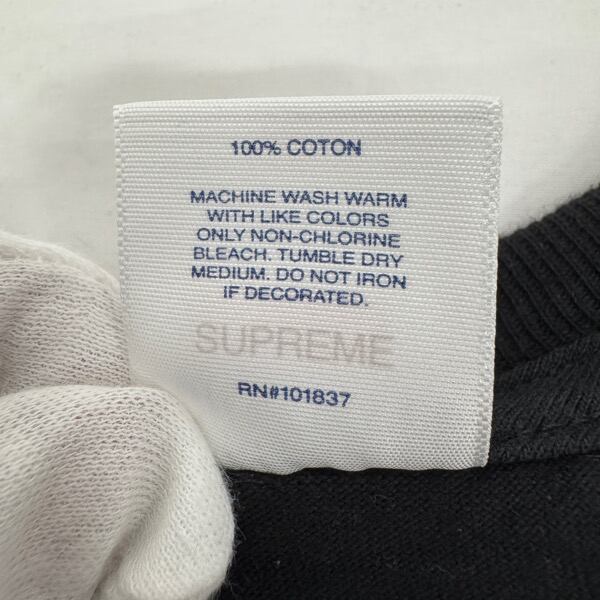 100% COTON
MACHINE WASH WARM
WITH LIKE COLORS
ONLY NON-CHLORINE
BLEACH. TUMBLE DRY
MEDIUM. DO NOT IRON
IF DECORATED.
SUPREME
RN#101837